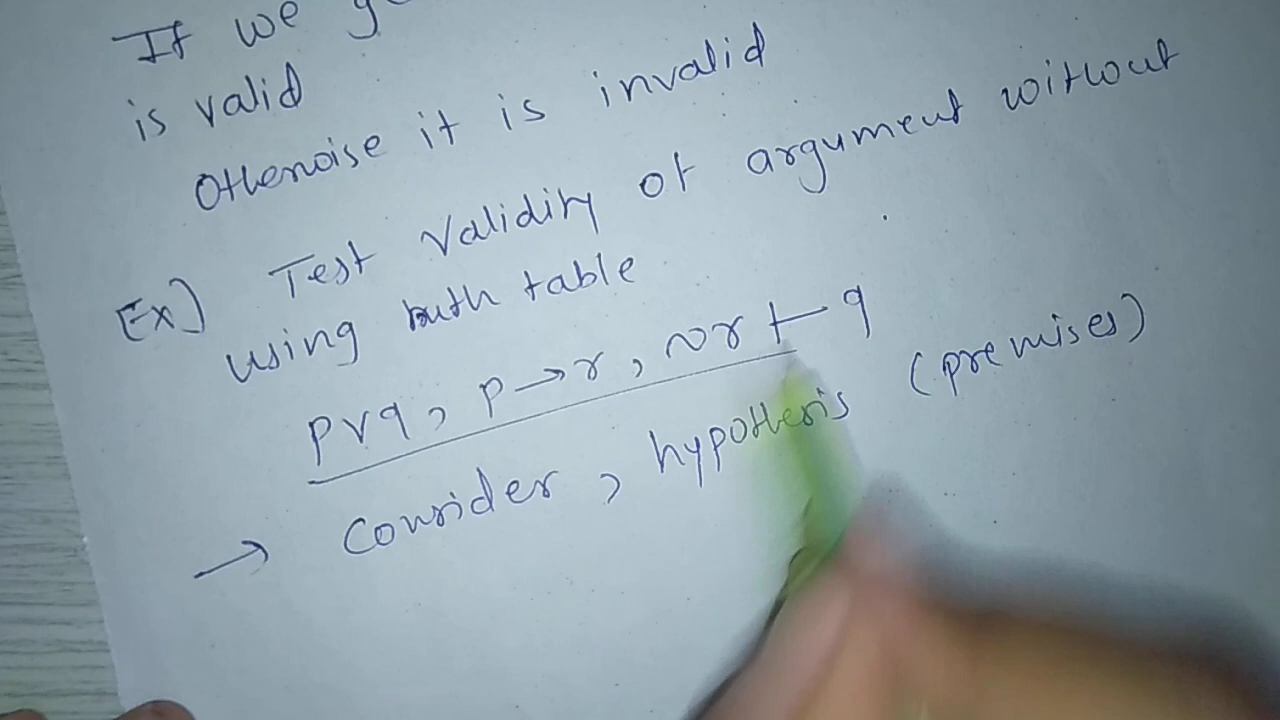 If we
is valid
Otherwise it is invalid
Ex) Test validity of argument without
using truth table
p∨q, p→r, ~r ⊢ q
→ Consider, hypothesis (premises)